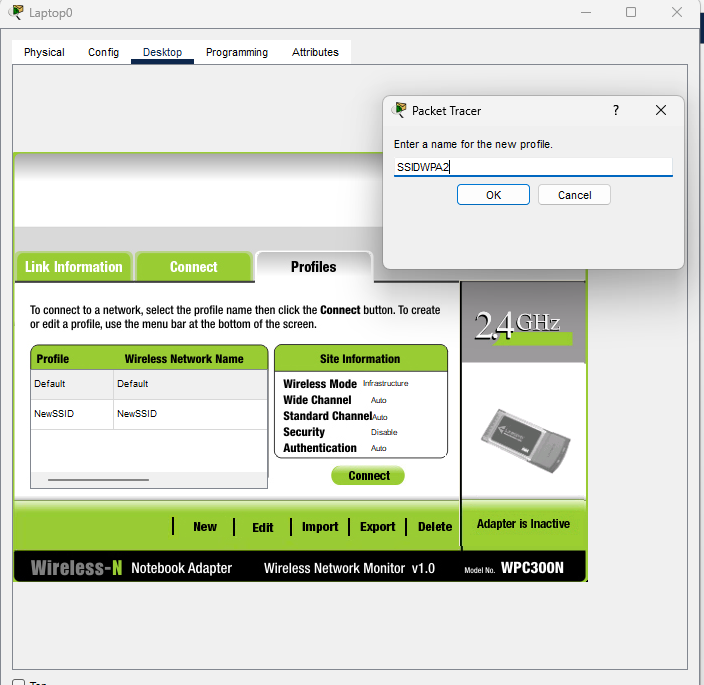 Laptop0
Physical Config Desktop Programming Attributes
Packet Tracer ?
Enter a name for the new profile.
SSIDWPA2
OK Cancel
Link Information Connect Profiles
To connect to a network, select the profile name then click the Connect button. To create
or edit a profile, use the menu bar at the bottom of the screen.
2.4GHz
Profile Wireless Network Name
Default Default
NewSSID NewSSID
Site Information
Wireless Mode Infrastructure
Wide Channel Auto
Standard Channel Auto
Security Disable
Authentication Auto
Connect
New Edit Import Export Delete
Adapter is Inactive
Wireless-N Notebook Adapter Wireless Network Monitor v1.0 Model No. WPC300N